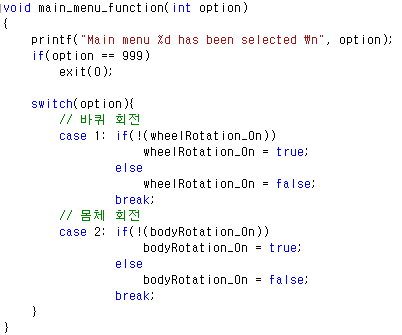 void main_menu_function(int option)
{
    printf("Main menu %d has been selected ₩n", option);
    if(option == 999)
        exit(0);

    switch(option){
        // 바퀴 회전
        case 1: if(!(wheelRotation_On))
                    wheelRotation_On = true;
                else
                    wheelRotation_On = false;
                break;
        // 몸체 회전
        case 2: if(!(bodyRotation_On))
                    bodyRotation_On = true;
                else
                    bodyRotation_On = false;
                break;
    }
}